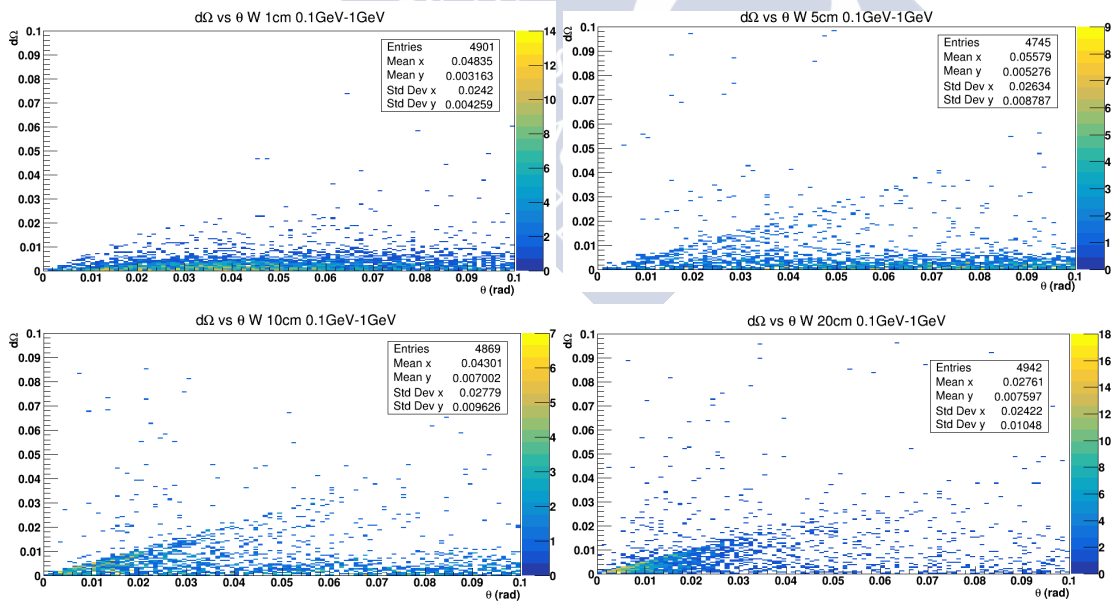 dΩ vs θ W 1cm 0.1GeV-1GeV
dΩ
0.1
0.09
0.08
0.07
0.06
0.05
0.04
0.03
0.02
0.01
0
0.01 0.02 0.03 0.04 0.05 0.06 0.07 0.08 0.09 0.1
θ (rad)
Entries 4901
Mean x 0.04835
Mean y 0.003163
Std Dev x 0.0242
Std Dev y 0.004259
14
12
10
8
6
4
2
0
dΩ vs θ W 5cm 0.1GeV-1GeV
dΩ
0.1
0.09
0.08
0.07
0.06
0.05
0.04
0.03
0.02
0.01
0
0 0.01 0.02 0.03 0.04 0.05 0.06 0.07 0.08 0.09 0.1
θ (rad)
Entries 4745
Mean x 0.05579
Mean y 0.005276
Std Dev x 0.02634
Std Dev y 0.008787
9
8
7
6
5
4
3
2
1
0
dΩ vs θ W 10cm 0.1GeV-1GeV
dΩ
0.1
0.09
0.08
0.07
0.06
0.05
0.04
0.03
0.02
0.01
0
0 0.01 0.02 0.03 0.04 0.05 0.06 0.07 0.08 0.09 0.1
θ (rad)
Entries 4869
Mean x 0.04301
Mean y 0.007002
Std Dev x 0.02779
Std Dev y 0.009626
7
6
5
4
3
2
1
0
dΩ vs θ W 20cm 0.1GeV-1GeV
dΩ
0.1
0.09
0.08
0.07
0.06
0.05
0.04
0.03
0.02
0.01
0
0 0.01 0.02 0.03 0.04 0.05 0.06 0.07 0.08 0.09 0.1
θ (rad)
Entries 4942
Mean x 0.02761
Mean y 0.007597
Std Dev x 0.02422
Std Dev y 0.01048
18
16
14
12
10
8
6
4
2
0